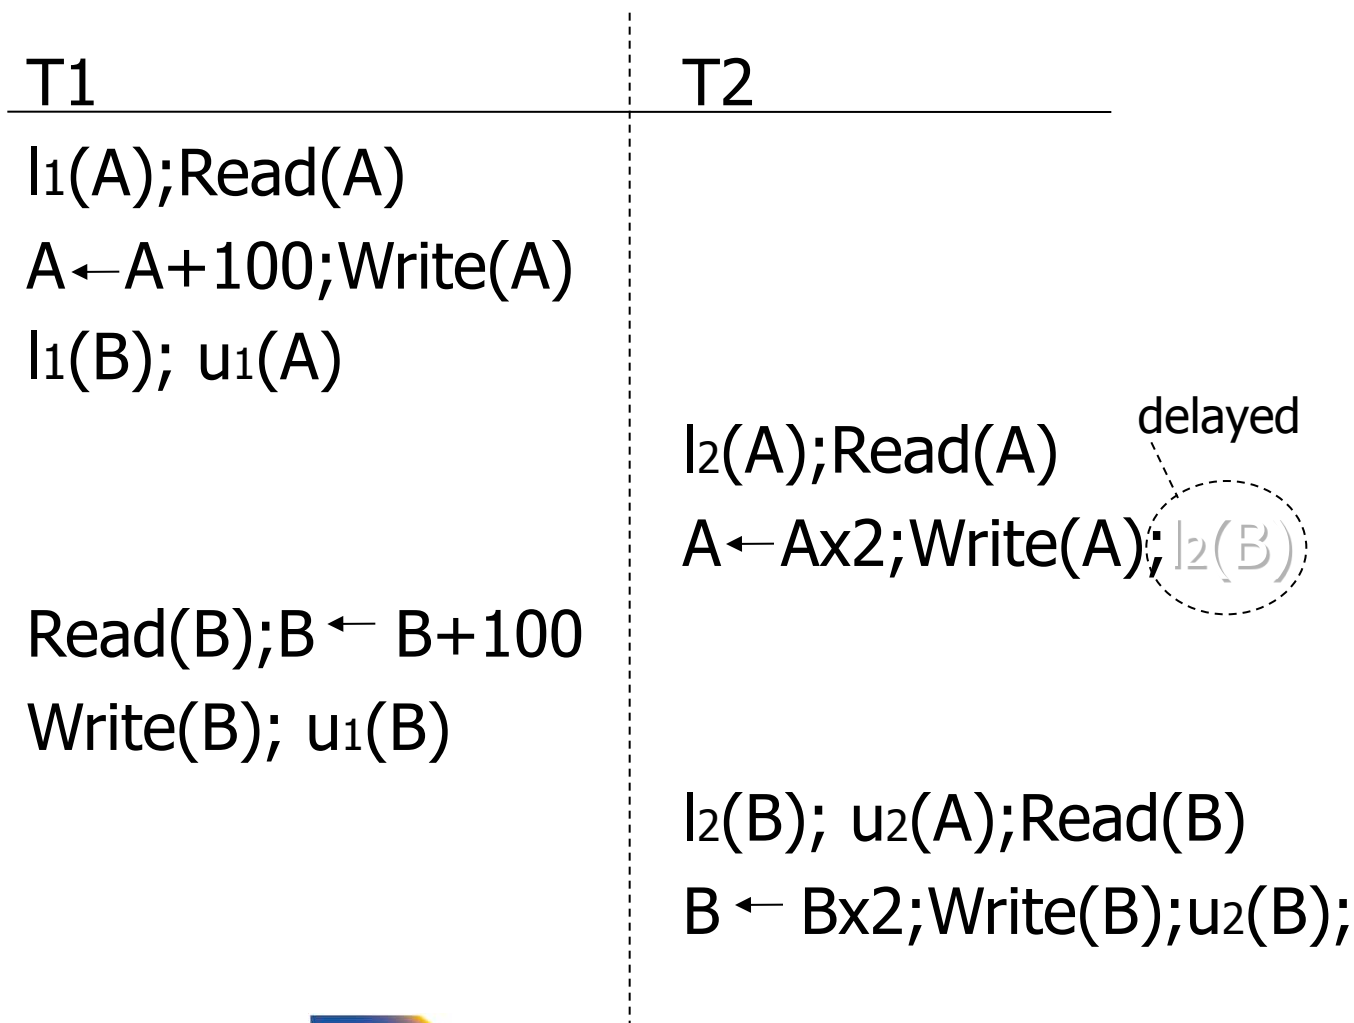 T1 T2
l1(A);Read(A)
A←A+100;Write(A)
l1(B); u1(A)
delayed
l2(A);Read(A)
A←Ax2;Write(A);l2(B)
Read(B);B ← B+100
Write(B); u1(B)
l2(B); u2(A);Read(B)
B ← Bx2;Write(B);u2(B);